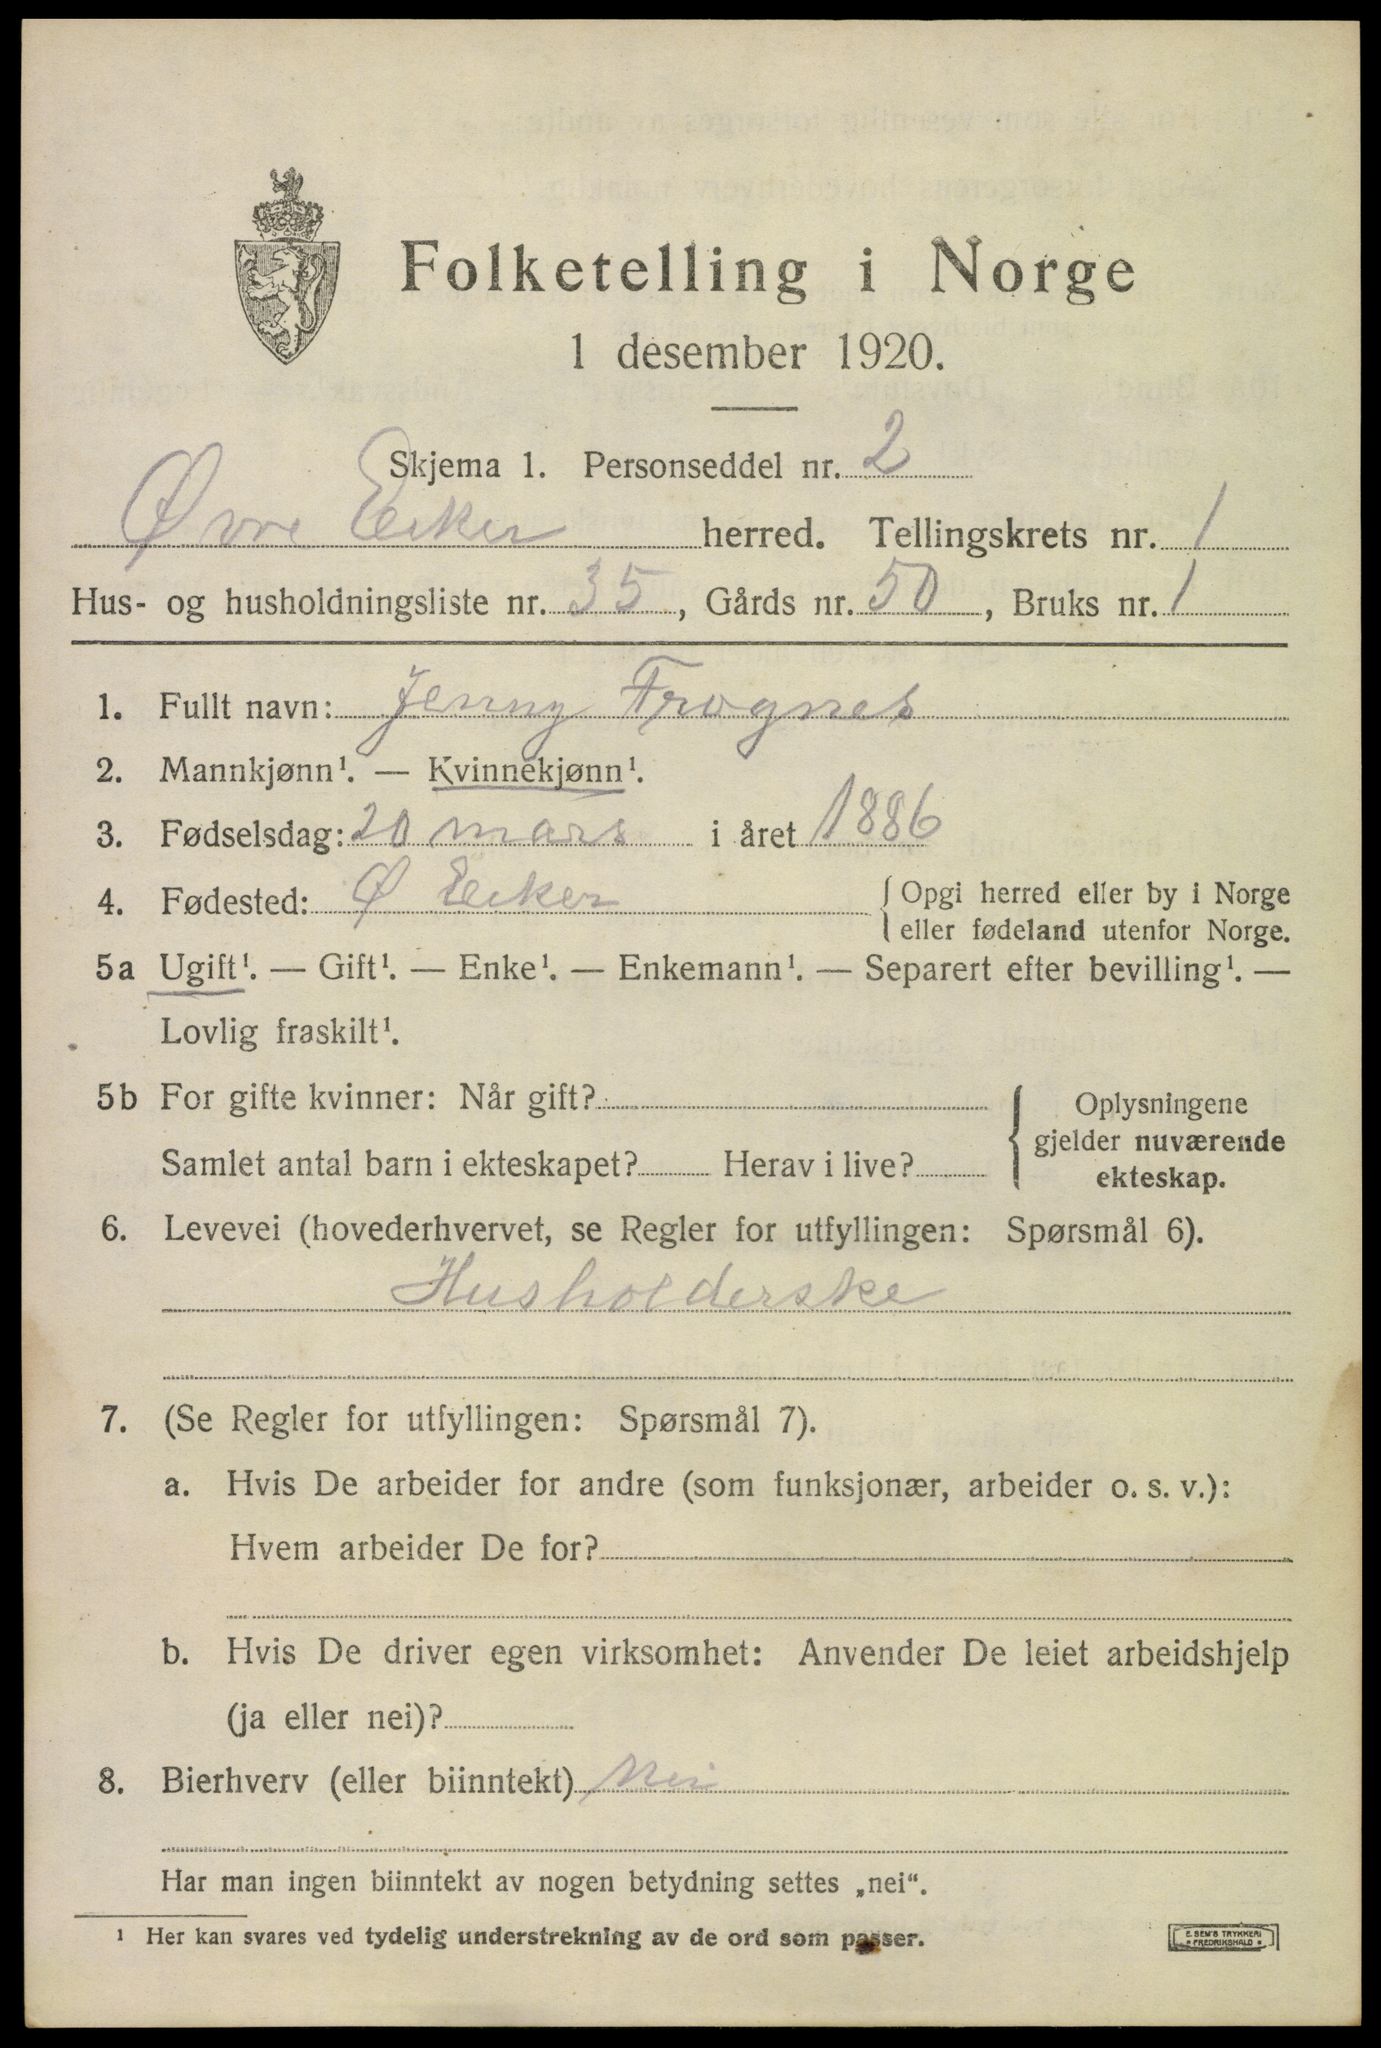 Folketelling i Norge
1 desember 1920.
Skjema 1. Personseddel nr. 2
Øvre Eiker herred. Tellingskrets nr. 1
Hus- og husholdningsliste nr. 35, Gårds nr. 50, Bruks nr. 1
1. Fullt navn: Jenny Frognes
2. Mannkjønn¹. — Kvinnekjønn¹.
3. Fødselsdag: 20 mars i året 1886
4. Fødested: Ø Eiker { Opgi herred eller by i Norge
eller fødeland utenfor Norge.
5a Ugift¹. — Gift¹. — Enke¹. — Enkemann¹. — Separert efter bevilling¹. —
Lovlig fraskilt¹.
5b For gifte kvinner: Når gift? { Oplysningene
gjelder nuværende
Samlet antal barn i ekteskapet? Herav i live?
ekteskap.
6. Levevei (hovederhvervet, se Regler for utfyllingen: Spørsmål 6).
Husholderske
7. (Se Regler for utfyllingen: Spørsmål 7).
a. Hvis De arbeider for andre (som funksjonær, arbeider o. s. v.):
Hvem arbeider De for?
b. Hvis De driver egen virksomhet: Anvender De leiet arbeidshjelp
(ja eller nei)?
8. Bierhverv (eller biinntekt) Nei
Har man ingen biinntekt av nogen betydning settes „nei“.
¹ Her kan svares ved tydelig understrekning av de ord som passer.
E. SEM'S TRYKKERI
* FREDRIKSHALD *